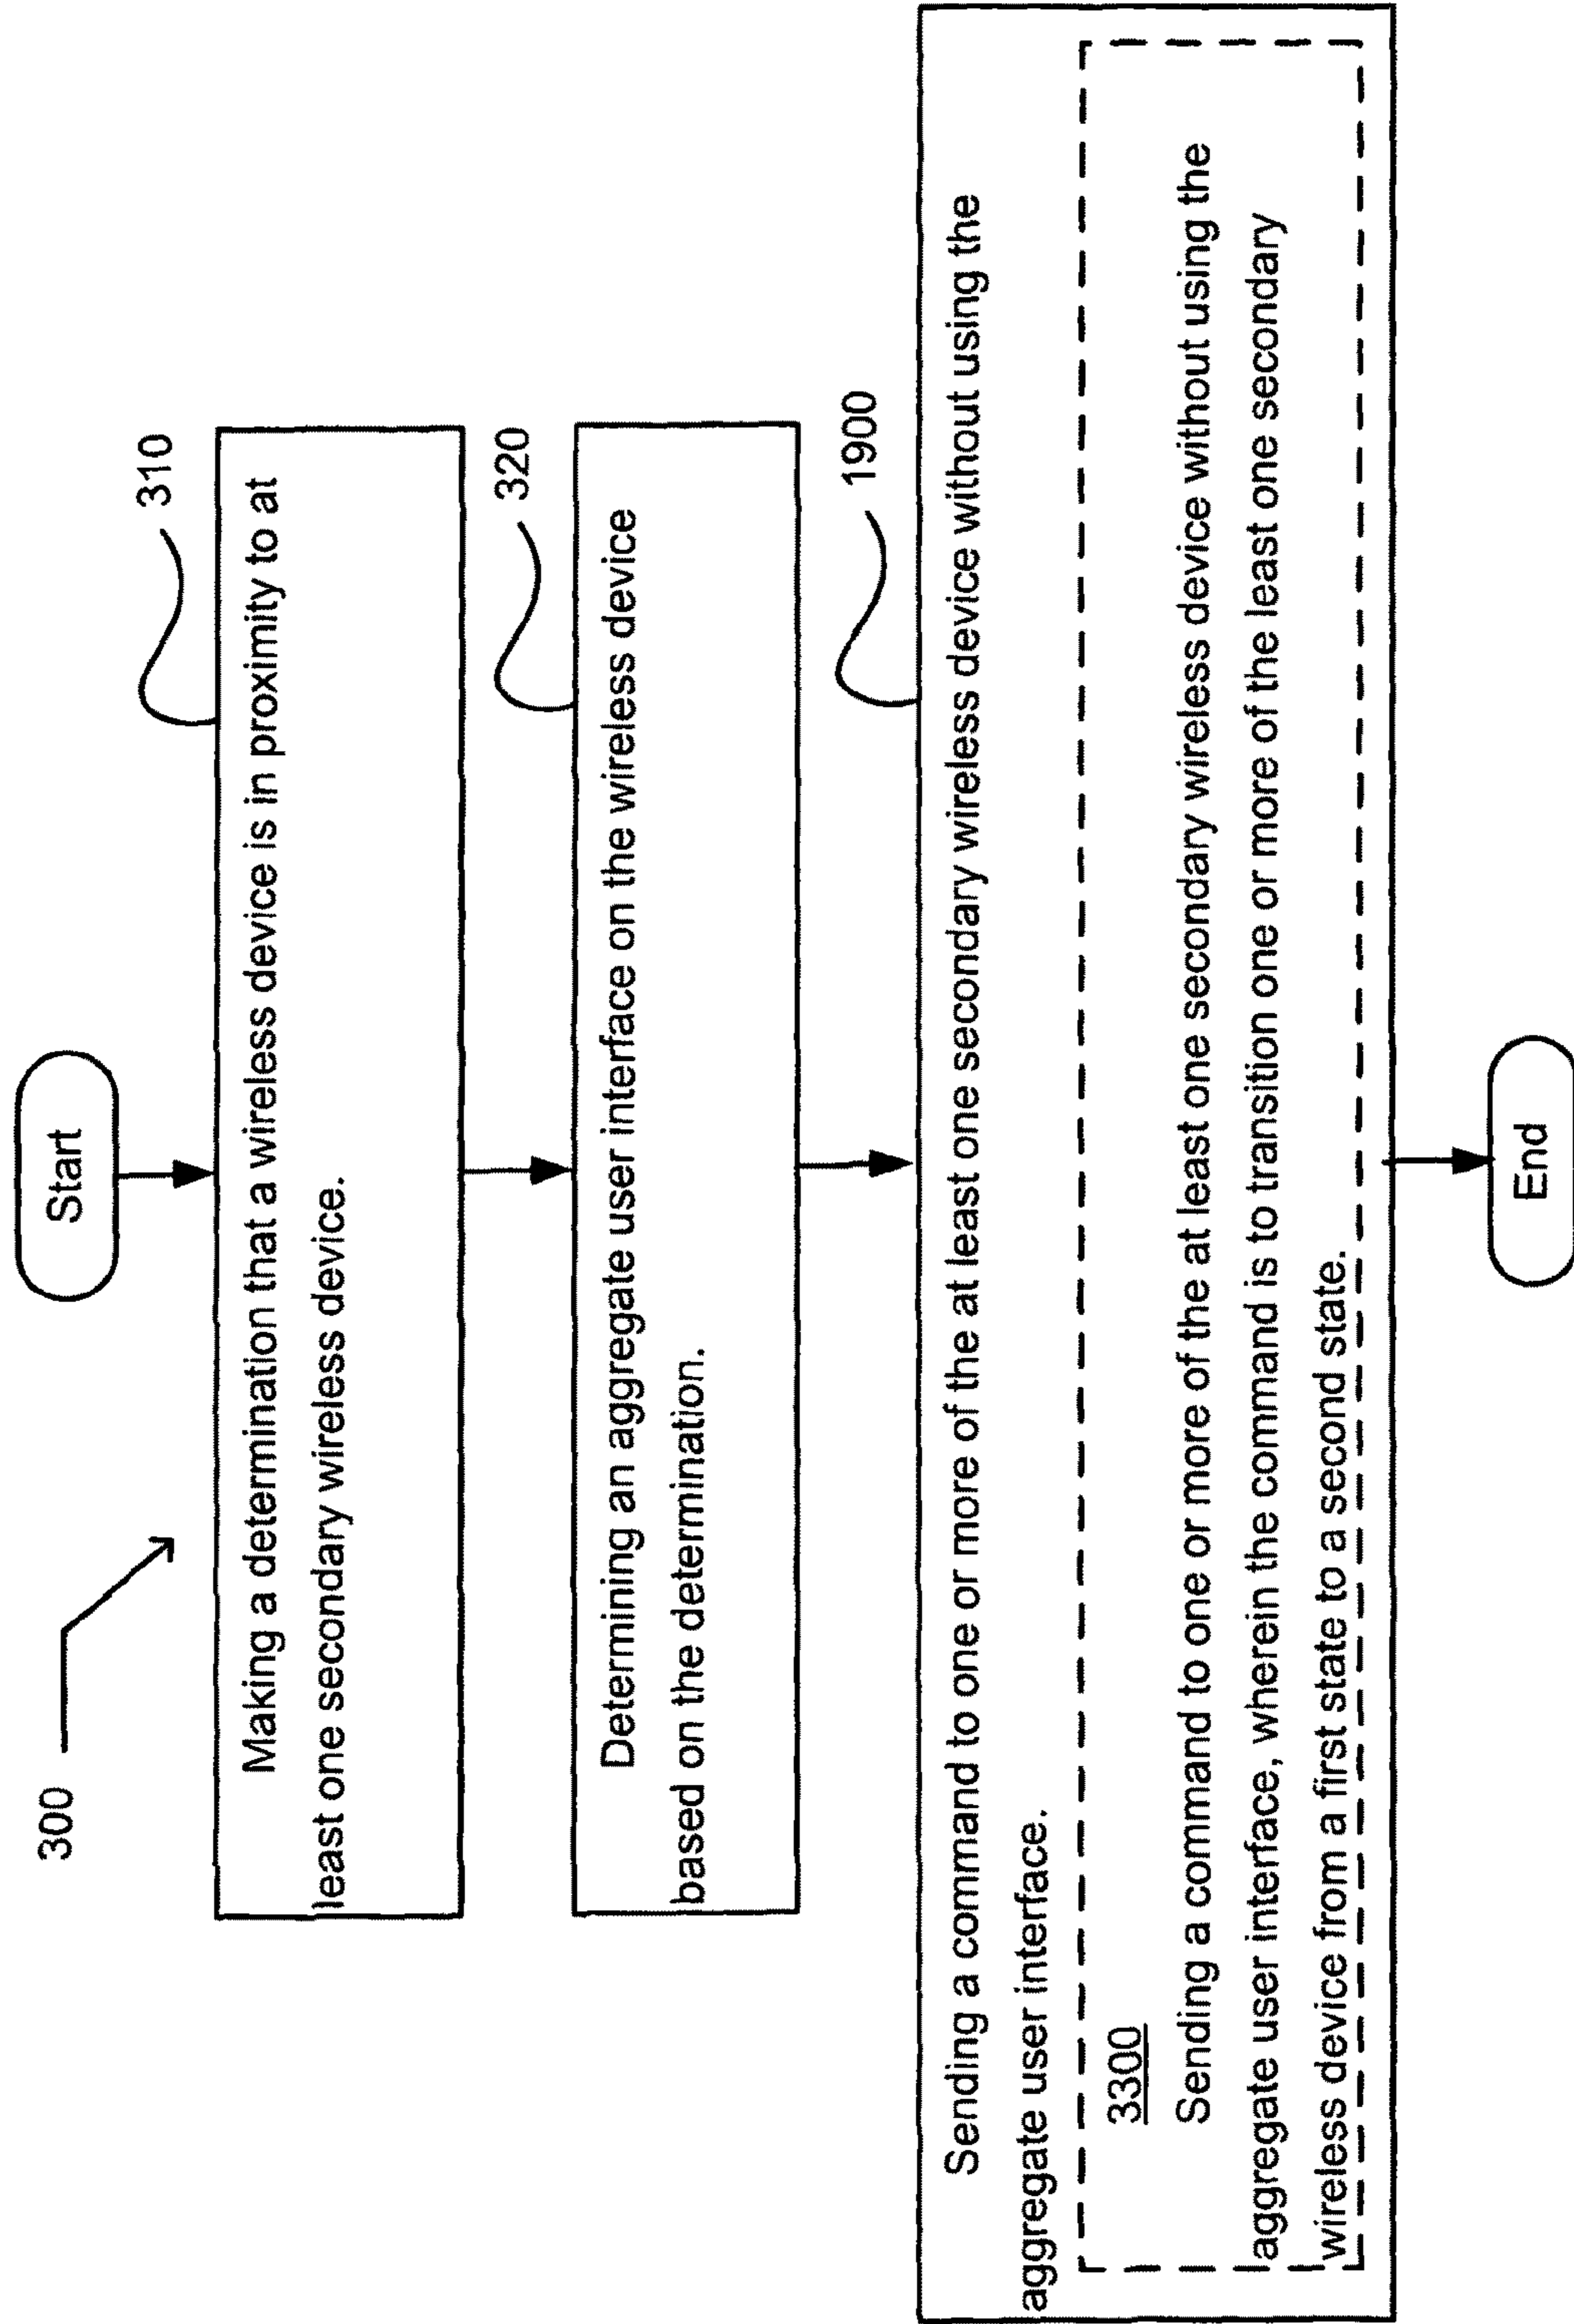 Start
300
310
Making a determination that a wireless device is in proximity to at
least one secondary wireless device.
320
Determining an aggregate user interface on the wireless device
based on the determination.
1900
Sending a command to one or more of the at least one secondary wireless device without using the
aggregate user interface.
3300
Sending a command to one or more of the at least one secondary wireless device without using the
aggregate user interface, wherein the command is to transition one or more of the least one secondary
wireless device from a first state to a second state.
End